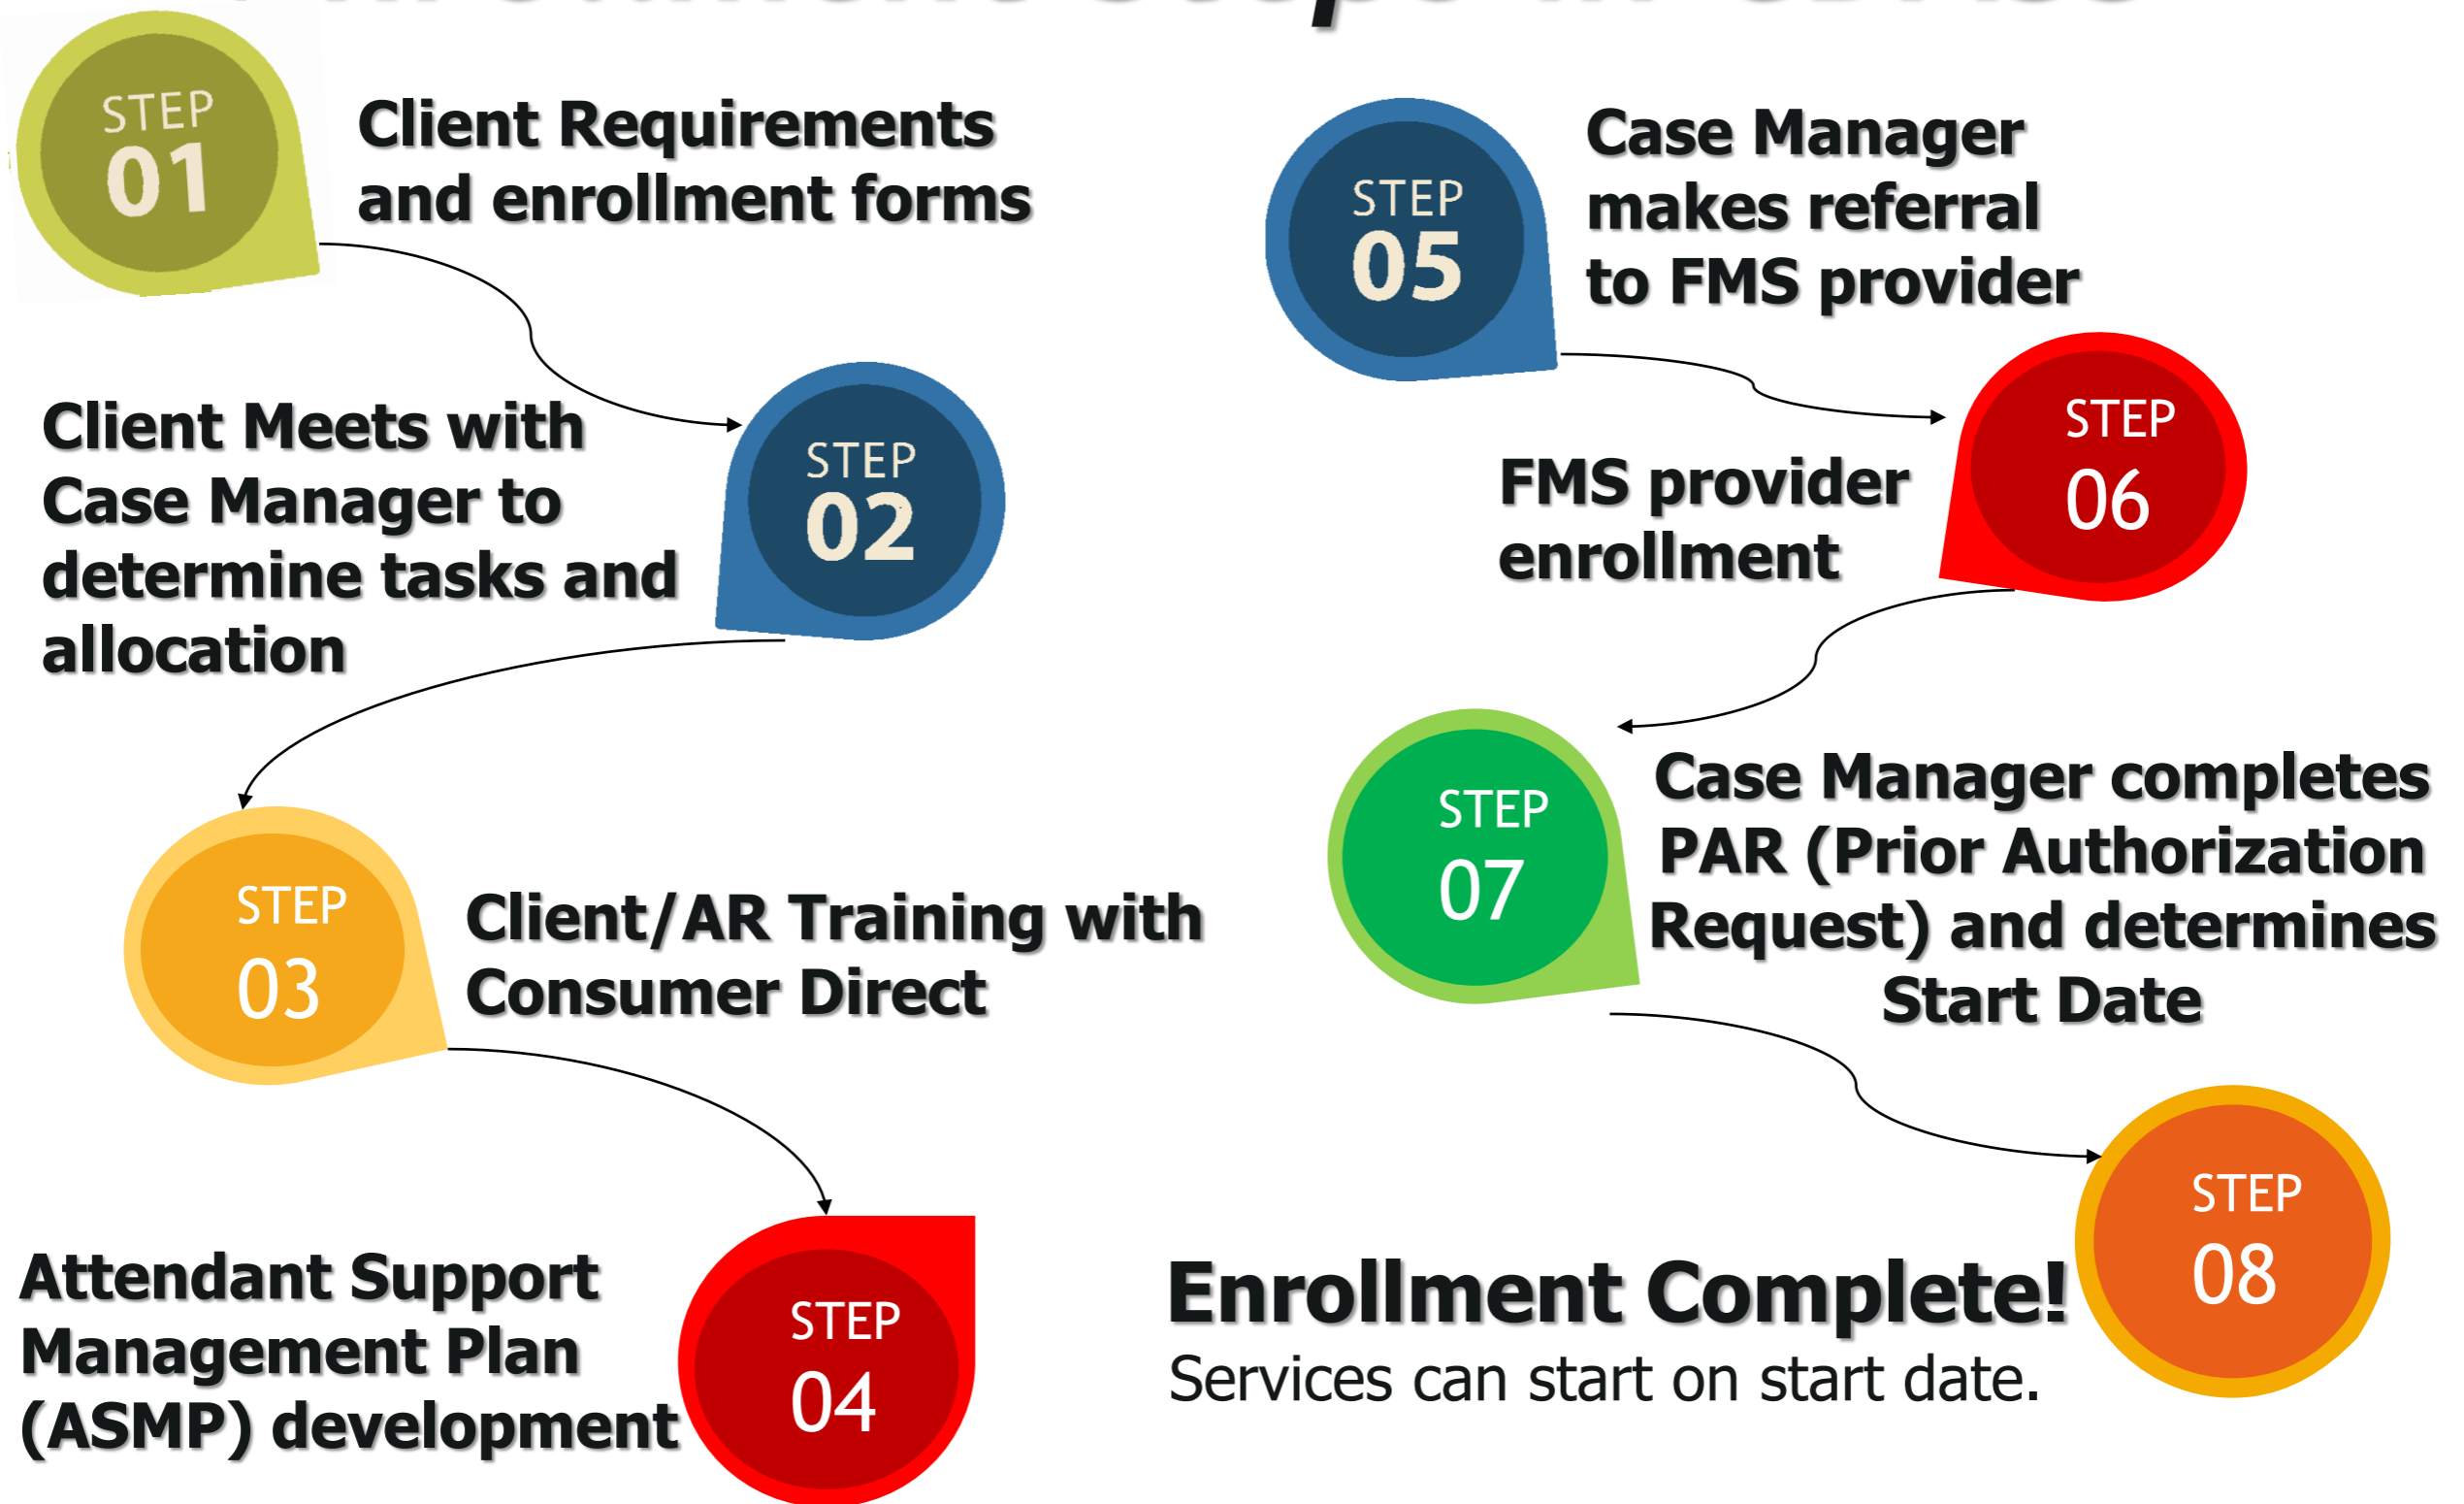 STEP
01
Client Requirements
and enrollment forms
STEP
02
Client Meets with
Case Manager to
determine tasks and
allocation
STEP
03
Client/AR Training with
Consumer Direct
STEP
04
Attendant Support
Management Plan
(ASMP) development
STEP
05
Case Manager
makes referral
to FMS provider
STEP
06
FMS provider
enrollment
STEP
07
Case Manager completes
PAR (Prior Authorization
Request) and determines
Start Date
STEP
08
Enrollment Complete!
Services can start on start date.